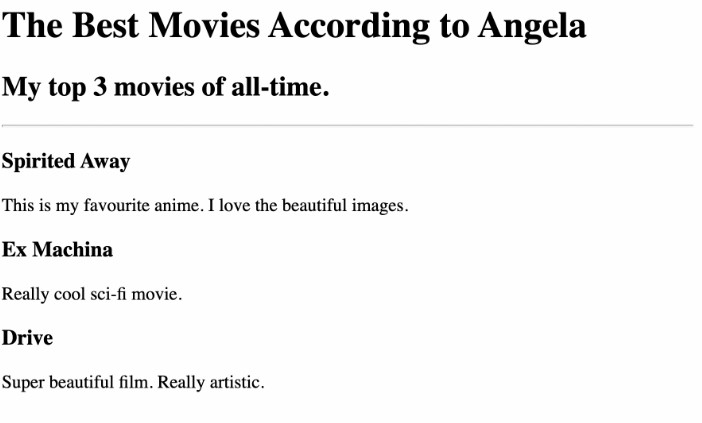 The Best Movies According to Angela
My top 3 movies of all-time.
Spirited Away
This is my favourite anime. I love the beautiful images.
Ex Machina
Really cool sci-fi movie.
Drive
Super beautiful film. Really artistic.